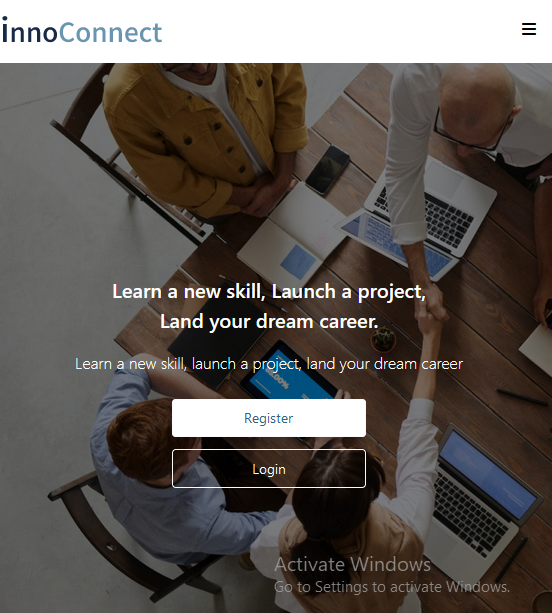 innoConnect
Learn a new skill, Launch a project,
Land your dream career.
Learn a new skill, launch a project, land your dream career
Register
Login
Activate Windows
Go to Settings to activate Windows.